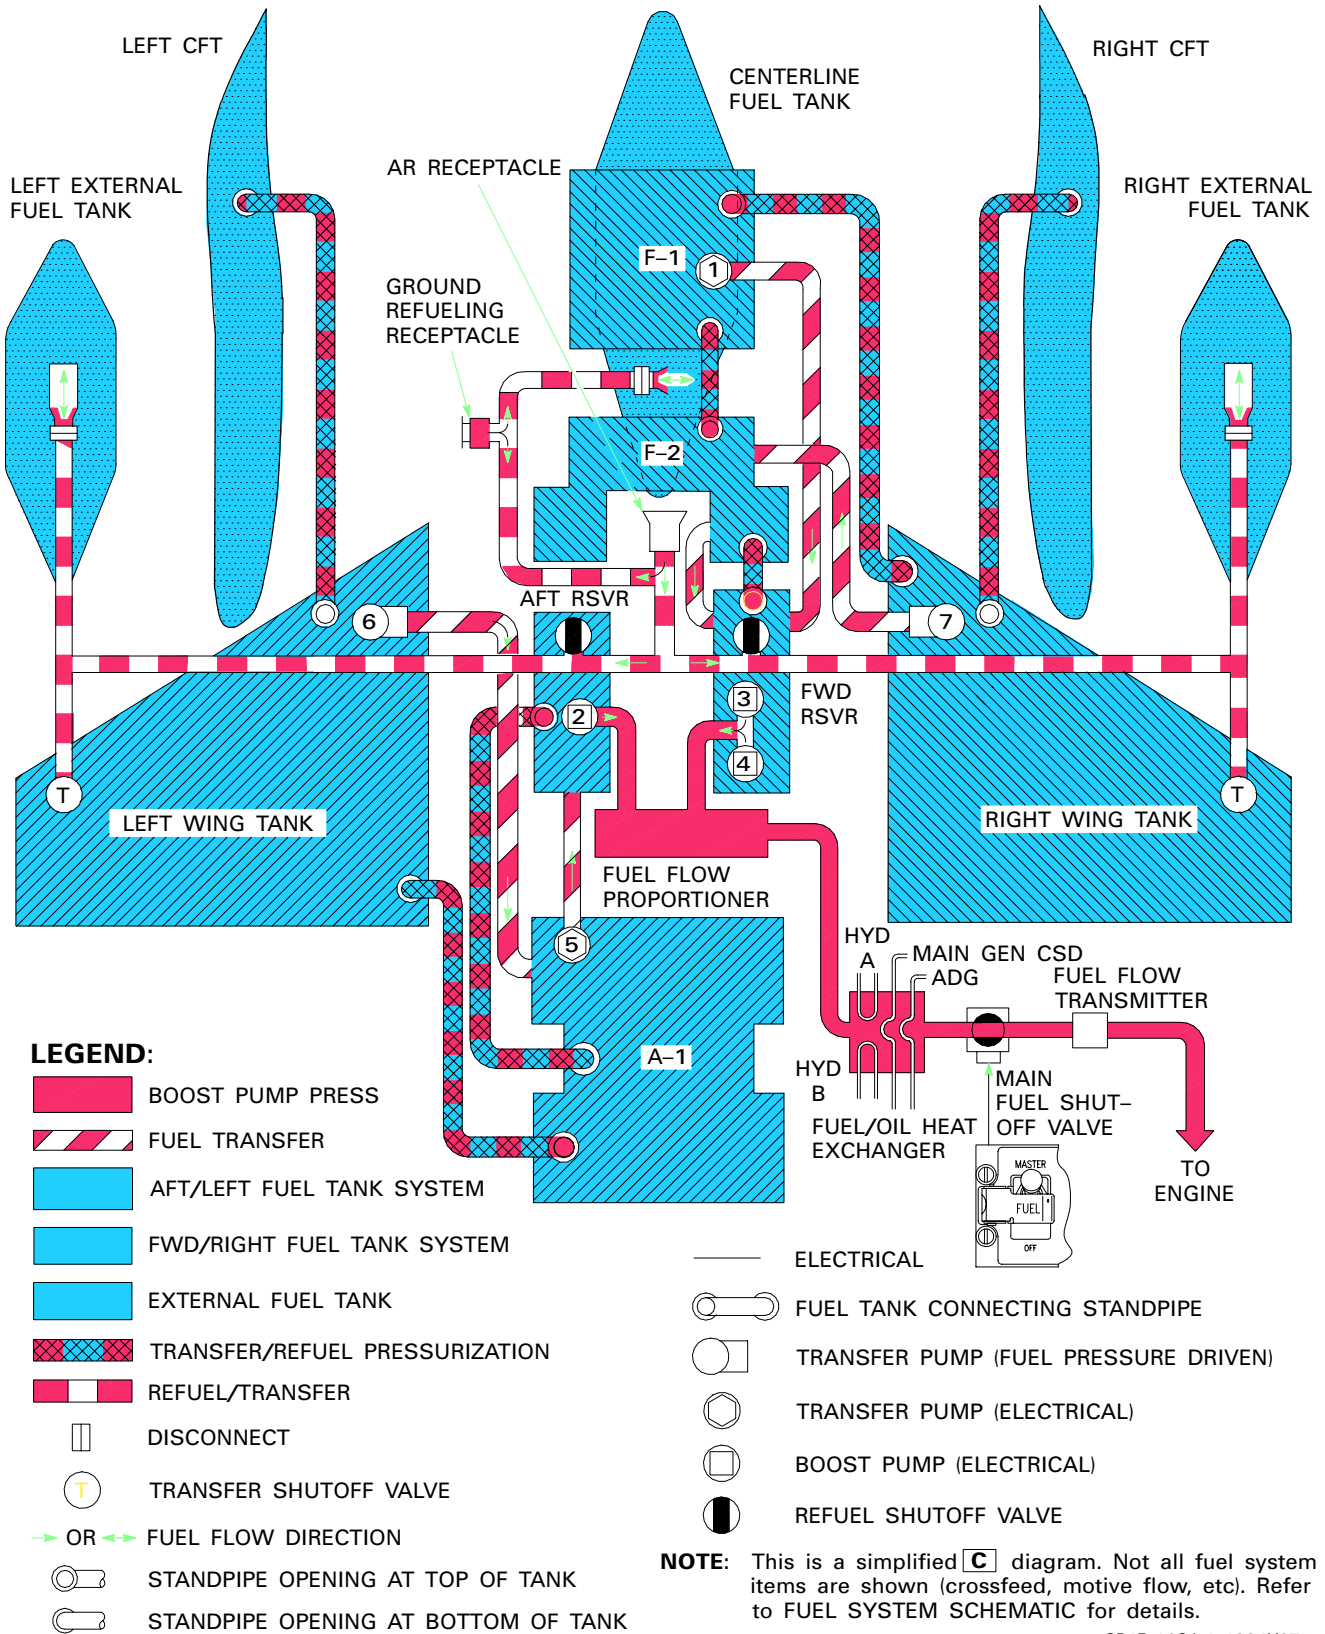 LEFT CFT
RIGHT CFT
CENTERLINE
FUEL TANK
AR RECEPTACLE
LEFT EXTERNAL
FUEL TANK
RIGHT EXTERNAL
FUEL TANK
F–1
1
GROUND
REFUELING
RECEPTACLE
F–2
AFT RSVR
6
7
3
FWD
RSVR
2
4
T
T
LEFT WING TANK
RIGHT WING TANK
FUEL FLOW
PROPORTIONER
5
HYD
A
MAIN GEN CSD
ADG
FUEL FLOW
TRANSMITTER
A–1
HYD
B
MAIN
FUEL SHUT–
OFF VALVE
FUEL/OIL HEAT
EXCHANGER
MASTER
FUEL
OFF
TO
ENGINE
LEGEND:
BOOST PUMP PRESS
FUEL TRANSFER
AFT/LEFT FUEL TANK SYSTEM
FWD/RIGHT FUEL TANK SYSTEM
EXTERNAL FUEL TANK
TRANSFER/REFUEL PRESSURIZATION
REFUEL/TRANSFER
DISCONNECT
T
TRANSFER SHUTOFF VALVE
OR
FUEL FLOW DIRECTION
STANDPIPE OPENING AT TOP OF TANK
STANDPIPE OPENING AT BOTTOM OF TANK
ELECTRICAL
FUEL TANK CONNECTING STANDPIPE
TRANSFER PUMP (FUEL PRESSURE DRIVEN)
TRANSFER PUMP (ELECTRICAL)
BOOST PUMP (ELECTRICAL)
REFUEL SHUTOFF VALVE
NOTE: This is a simplified C diagram. Not all fuel system
items are shown (crossfeed, motive flow, etc). Refer
to FUEL SYSTEM SCHEMATIC for details.